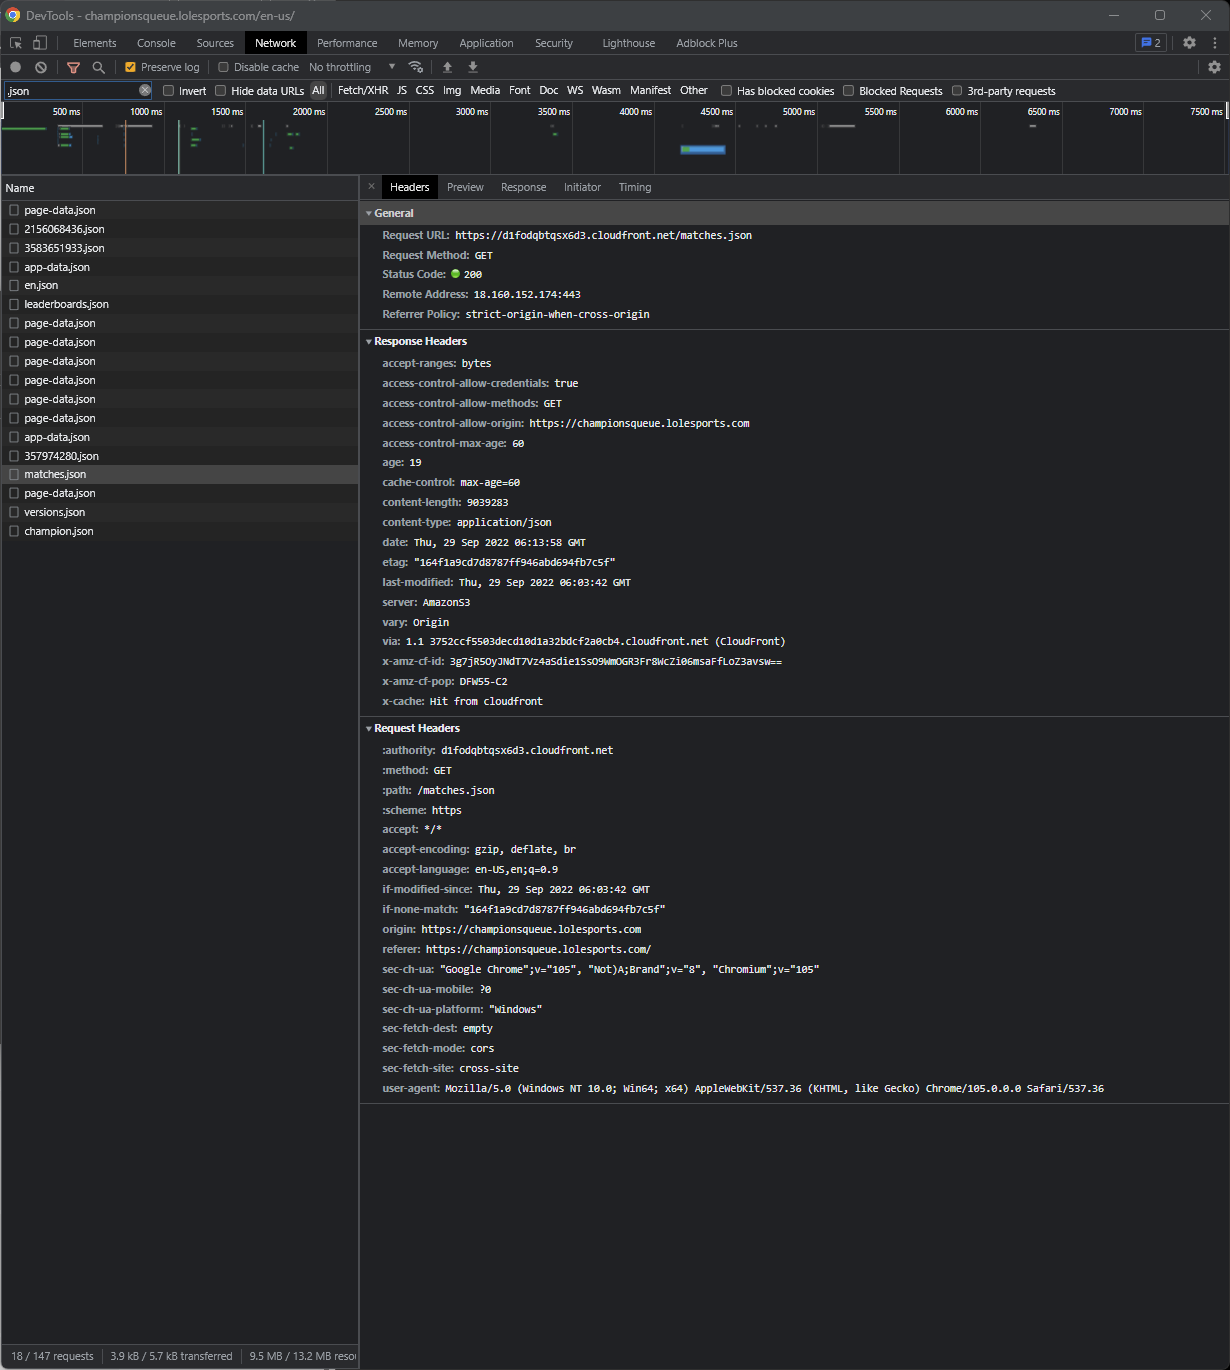 DevTools - championsqueue.lolesports.com/en-us/
Elements Console Sources Network Performance Memory Application Security Lighthouse Adblock Plus 2
Preserve log Disable cache No throttling
.json Invert Hide data URLs All Fetch/XHR JS CSS Img Media Font Doc WS Wasm Manifest Other Has blocked cookies Blocked Requests 3rd-party requests
500 ms 1000 ms 1500 ms 2000 ms 2500 ms 3000 ms 3500 ms 4000 ms 4500 ms 5000 ms 5500 ms 6000 ms 6500 ms 7000 ms 7500 ms
Name
page-data.json
2156068436.json
3583651933.json
app-data.json
en.json
leaderboards.json
page-data.json
page-data.json
page-data.json
page-data.json
page-data.json
page-data.json
app-data.json
357974280.json
matches.json
page-data.json
versions.json
champion.json
18 / 147 requests 3.9 kB / 5.7 kB transferred 9.5 MB / 13.2 MB resou
× Headers Preview Response Initiator Timing
General
Request URL: https://d1fodqbtqsx6d3.cloudfront.net/matches.json
Request Method: GET
Status Code: 200
Remote Address: 18.160.152.174:443
Referrer Policy: strict-origin-when-cross-origin
Response Headers
accept-ranges: bytes
access-control-allow-credentials: true
access-control-allow-methods: GET
access-control-allow-origin: https://championsqueue.lolesports.com
access-control-max-age: 60
age: 19
cache-control: max-age=60
content-length: 9039283
content-type: application/json
date: Thu, 29 Sep 2022 06:13:58 GMT
etag: "164f1a9cd7d8787ff946abd694fb7c5f"
last-modified: Thu, 29 Sep 2022 06:03:42 GMT
server: AmazonS3
vary: Origin
via: 1.1 3752ccf5503decd10d1a32bdcf2a0cb4.cloudfront.net (CloudFront)
x-amz-cf-id: 3g7jR5OyJNdT7Vz4aSdie1SsO9WmOGR3Fr8WcZi06msaFfLoZ3avsw==
x-amz-cf-pop: DFW55-C2
x-cache: Hit from cloudfront
Request Headers
:authority: d1fodqbtqsx6d3.cloudfront.net
:method: GET
:path: /matches.json
:scheme: https
accept: */*
accept-encoding: gzip, deflate, br
accept-language: en-US,en;q=0.9
if-modified-since: Thu, 29 Sep 2022 06:03:42 GMT
if-none-match: "164f1a9cd7d8787ff946abd694fb7c5f"
origin: https://championsqueue.lolesports.com
referer: https://championsqueue.lolesports.com/
sec-ch-ua: "Google Chrome";v="105", "Not)A;Brand";v="8", "Chromium";v="105"
sec-ch-ua-mobile: ?0
sec-ch-ua-platform: "Windows"
sec-fetch-dest: empty
sec-fetch-mode: cors
sec-fetch-site: cross-site
user-agent: Mozilla/5.0 (Windows NT 10.0; Win64; x64) AppleWebKit/537.36 (KHTML, like Gecko) Chrome/105.0.0.0 Safari/537.36